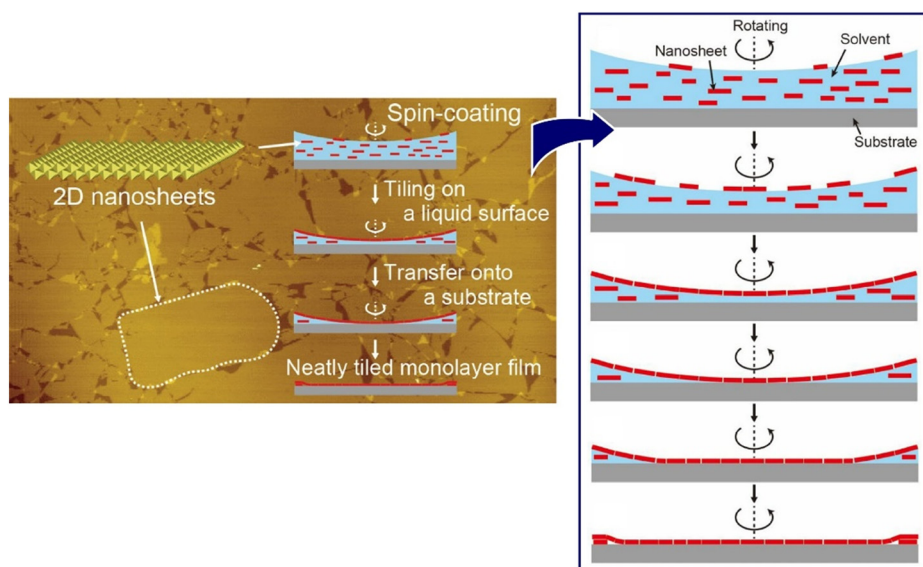 Spin-coating
2D nanosheets
Tiling on
a liquid surface
Transfer onto
a substrate
Neatly tiled monolayer film
Rotating
Nanosheet
Solvent
Substrate